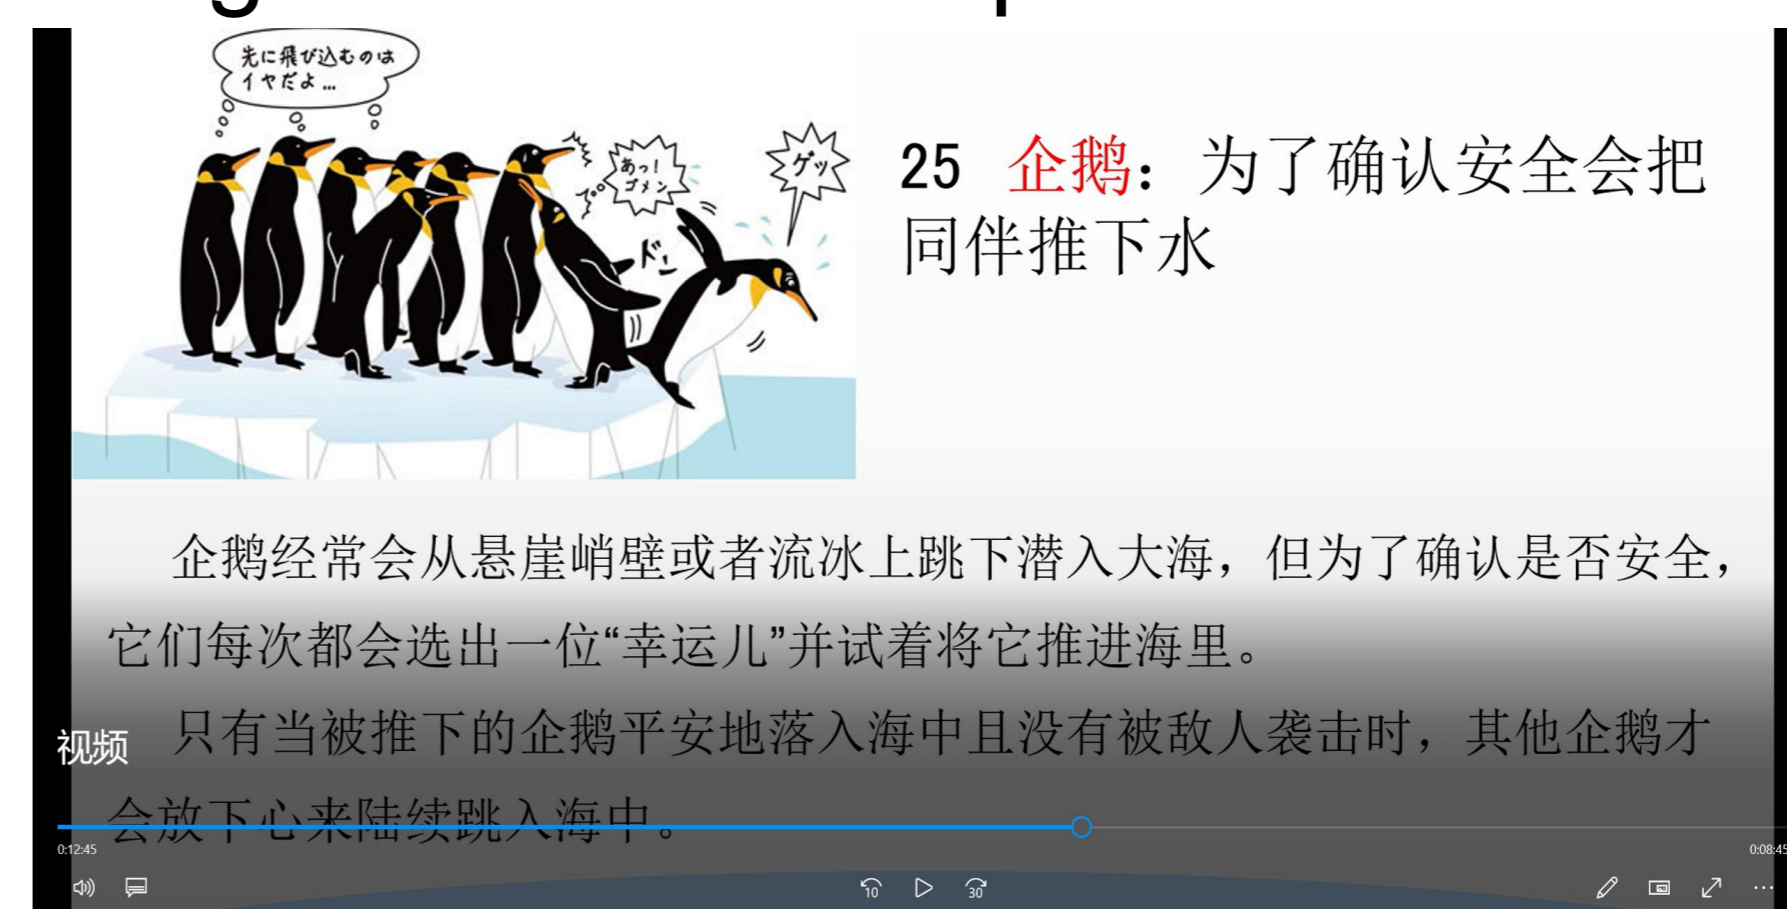 先に飛び込むのは
イヤだよ…
あっ!
ゴメン
ゲッ
ドン
25 企鹅：为了确认安全会把
同伴推下水
企鹅经常会从悬崖峭壁或者流冰上跳下潜入大海，但为了确认是否安全，
它们每次都会选出一位“幸运儿”并试着将它推进海里。
只有当被推下的企鹅平安地落入海中且没有被敌人袭击时，其他企鹅才
会放下心来陆续跳入海中。
视频
0:12:45
0:08:45
10
30